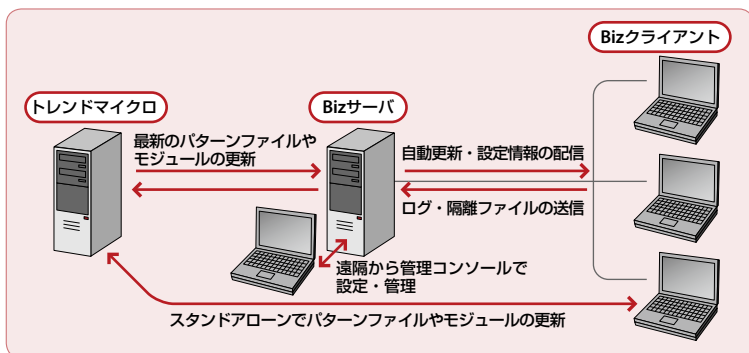 Bizクライアント
トレンドマイクロ
Bizサーバ
最新のパターンファイルや
モジュールの更新
自動更新・設定情報の配信
ログ・隔離ファイルの送信
遠隔から管理コンソールで
設定・管理
スタンドアローンでパターンファイルやモジュールの更新